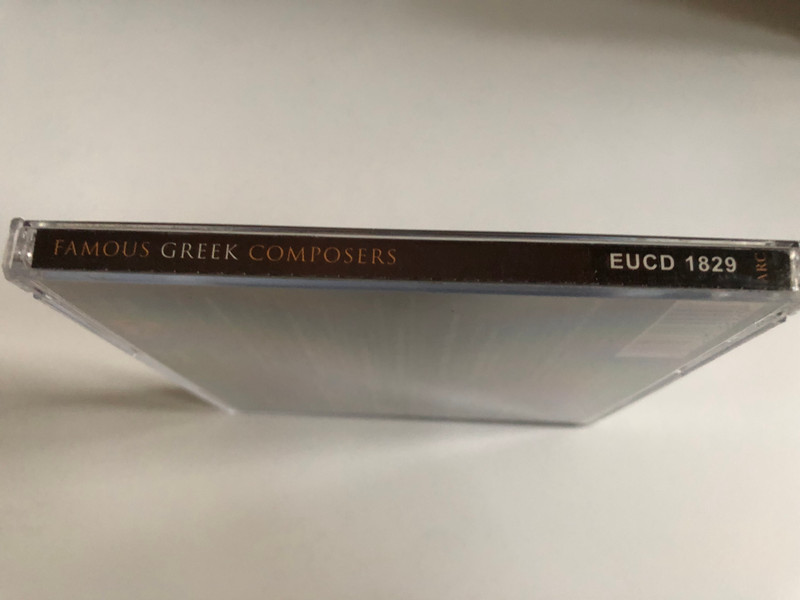 FAMOUS GREEK COMPOSERS
EUCD 1829
ARC